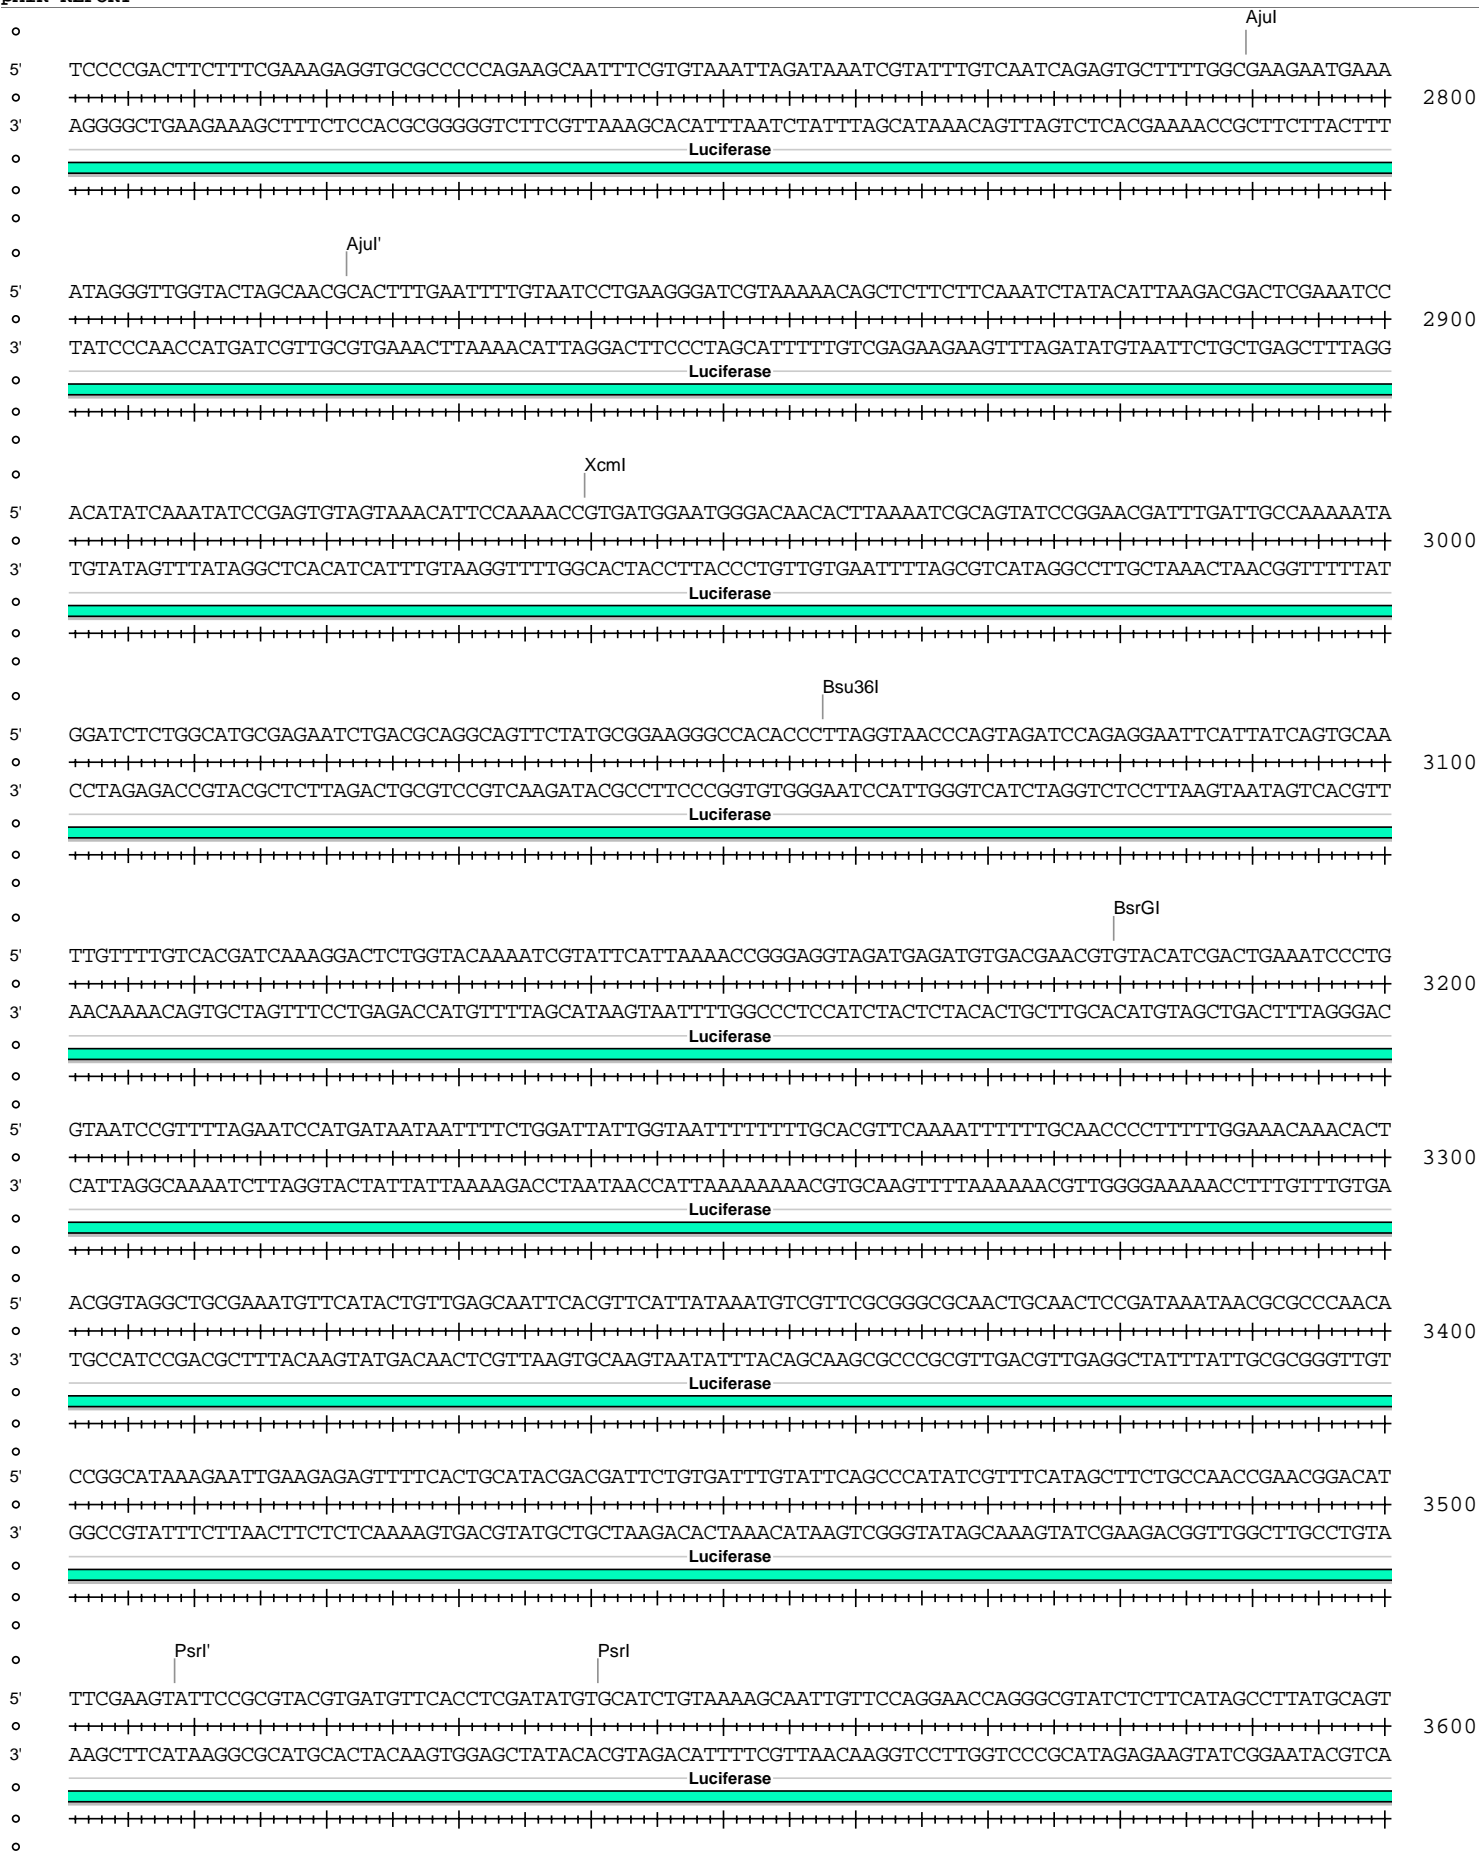 AjuI
5' TCCCCGACTTCTTTCGAAAGAGGTGCGCCCCCAGAAGCAATTTCGTGTAAATTAGATAAATCGTATTTGTCAATCAGAGTGCTTTTGGCGAAGAATGAAA
2800
3' AGGGGCTGAAGAAAGCTTTCTCCACGCGGGGGTCTTCGTTAAAGCACATTTAATCTATTTAGCATAAACAGTTAGTCTCACGAAAACCGCTTCTTACTTT
Luciferase
AjuI'
5' ATAGGGTTGGTACTAGCAACGCACTTTGAATTTTGTAATCCTGAAGGGATCGTAAAAACAGCTCTTCTTCAAATCTATACATTAAGACGACTCGAAATCC
2900
3' TATCCCAACCATGATCGTTGCGTGAAACTTAAAACATTAGGACTTCCCTAGCATTTTTGTCGAGAAGAAGTTTAGATATGTAATTCTGCTGAGCTTTAGG
Luciferase
XcmI
5' ACATATCAAATATCCGAGTGTAGTAAACATTCCAAAACCGTGATGGAATGGGACAACACTTAAAATCGCAGTATCCGGAACGATTTGATTGCCAAAAATA
3000
3' TGTATAGTTTATAGGCTCACATCATTTGTAAGGTTTTGGCACTACCTTACCCTGTTGTGAATTTTAGCGTCATAGGCCTTGCTAAACTAACGGTTTTTAT
Luciferase
Bsu36I
5' GGATCTCTGGCATGCGAGAATCTGACGCAGGCAGTTCTATGCGGAAGGGCCACACCCTTAGGTAACCCAGTAGATCCAGAGGAATTCATTATCAGTGCAA
3100
3' CCTAGAGACCGTACGCTCTTAGACTGCGTCCGTCAAGATACGCCTTCCCGGTGTGGGAATCCATTGGGTCATCTAGGTCTCCTTAAGTAATAGTCACGTT
Luciferase
BsrGI
5' TTGTTTTGTCACGATCAAAGGACTCTGGTACAAAATCGTATTCATTAAAACCGGGAGGTAGATGAGATGTGACGAACGTGTACATCGACTGAAATCCCTG
3200
3' AACAAAACAGTGCTAGTTTCCTGAGACCATGTTTTAGCATAAGTAATTTTGGCCCTCCATCTACTCTACACTGCTTGCACATGTAGCTGACTTTAGGGAC
Luciferase
5' GTAATCCGTTTTAGAATCCATGATAATAATTTTCTGGATTATTGGTAATTTTTTTTGCACGTTCAAAATTTTTTGCAACCCCTTTTTGGAAACAAACACT
3300
3' CATTAGGCAAAATCTTAGGTACTATTATTAAAAGACCTAATAACCATTAAAAAAAACGTGCAAGTTTTAAAAAACGTTGGGGAAAAACCTTTGTTTGTGA
Luciferase
5' ACGGTAGGCTGCGAAATGTTCATACTGTTGAGCAATTCACGTTCATTATAAATGTCGTTCGCGGGCGCAACTGCAACTCCGATAAATAACGCGCCCAACA
3400
3' TGCCATCCGACGCTTTACAAGTATGACAACTCGTTAAGTGCAAGTAATATTTACAGCAAGCGCCCGCGTTGACGTTGAGGCTATTTATTGCGCGGGTTGT
Luciferase
5' CCGGCATAAAGAATTGAAGAGAGTTTTCACTGCATACGACGATTCTGTGATTTGTATTCAGCCCATATCGTTTCATAGCTTCTGCCAACCGAACGGACAT
3500
3' GGCCGTATTTCTTAACTTCTCTCAAAAGTGACGTATGCTGCTAAGACACTAAACATAAGTCGGGTATAGCAAAGTATCGAAGACGGTTGGCTTGCCTGTA
Luciferase
PsrI' PsrI
5' TTCGAAGTATTCCGCGTACGTGATGTTCACCTCGATATGTGCATCTGTAAAAGCAATTGTTCCAGGAACCAGGGCGTATCTCTTCATAGCCTTATGCAGT
3600
3' AAGCTTCATAAGGCGCATGCACTACAAGTGGAGCTATACACGTAGACATTTTCGTTAACAAGGTCCTTGGTCCCGCATAGAGAAGTATCGGAATACGTCA
Luciferase